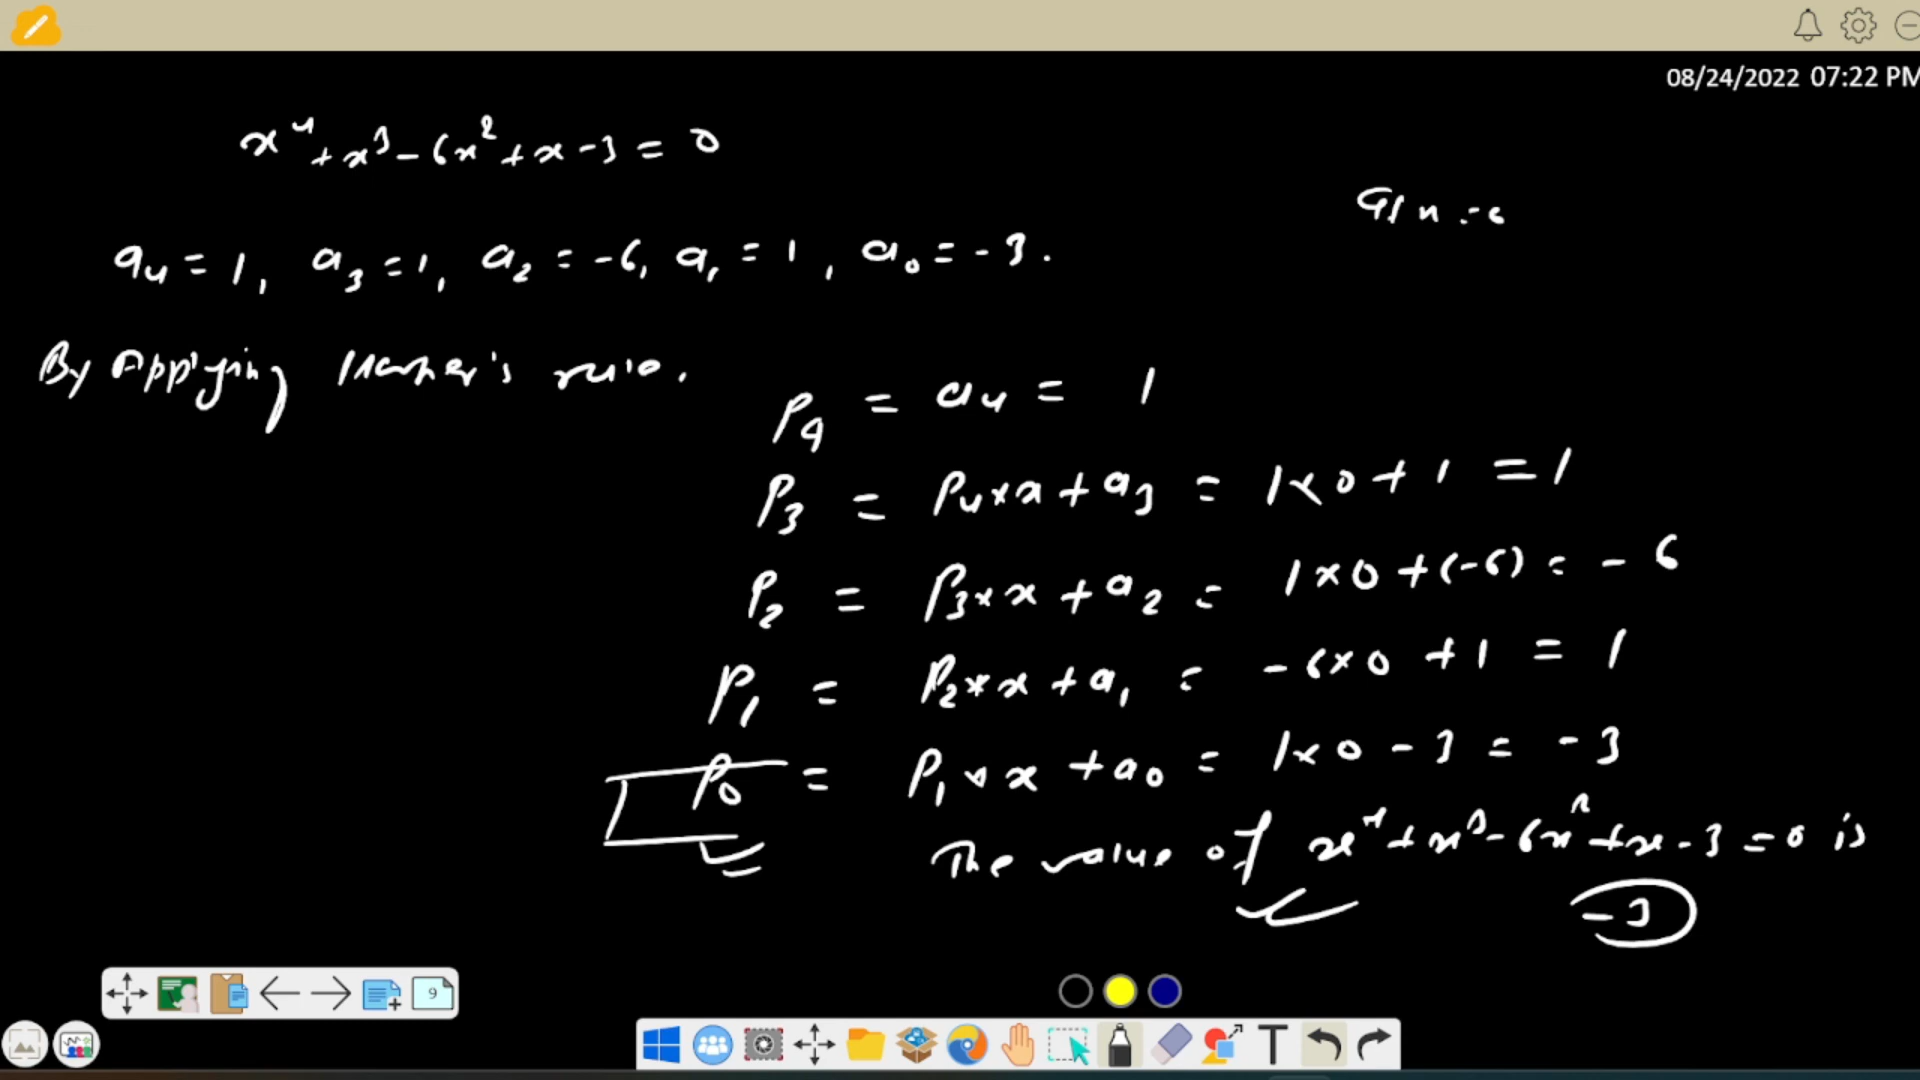 08/24/2022 07:22 PM
x⁴ + x³ - 6x² + x - 3 = 0
a₄ = 1, a₃ = 1, a₂ = -6, a₁ = 1, a₀ = -3.
By Applying rule.
P₄ = a₄ = 1
P₃ = P₄ * x + a₃ = 1 × 0 + 1 = 1
P₂ = P₃ * x + a₂ = 1 × 0 + (-6) = -6
P₁ = P₂ * x + a₁ = -6 × 0 + 1 = 1
P₀ = P₁ * x + a₀ = 1 × 0 - 3 = -3
The value of x⁴ + x³ - 6x² + x - 3 = 0 is
-3
9
T